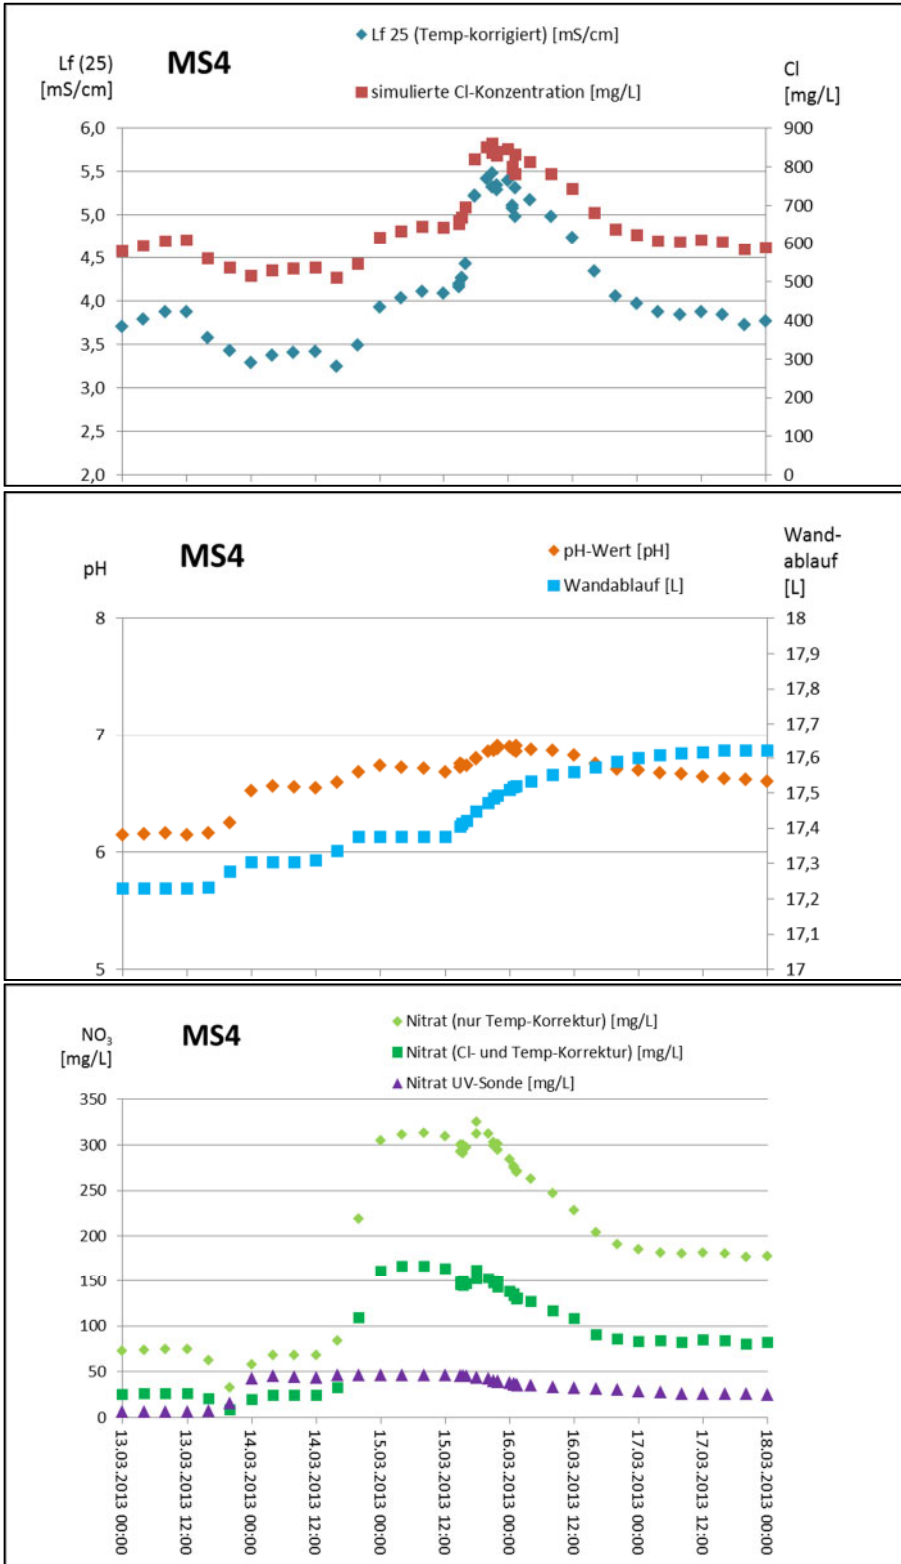 Lf (25)
[mS/cm]
MS4
Lf 25 (Temp-korrigiert) [mS/cm]
simulierte Cl-Konzentration [mg/L]
Cl
[mg/L]
6,0
5,5
5,0
4,5
4,0
3,5
3,0
2,5
2,0
900
800
700
600
500
400
300
200
100
0
pH
MS4
pH-Wert [pH]
Wandablauf [L]
Wand-
ablauf
[L]
8
7
6
5
18
17,9
17,8
17,7
17,6
17,5
17,4
17,3
17,2
17,1
17
NO₃
[mg/L]
MS4
Nitrat (nur Temp-Korrektur) [mg/L]
Nitrat (Cl- und Temp-Korrektur) [mg/L]
Nitrat UV-Sonde [mg/L]
350
300
250
200
150
100
50
0
13.03.2013 00:00
13.03.2013 12:00
14.03.2013 00:00
14.03.2013 12:00
15.03.2013 00:00
15.03.2013 12:00
16.03.2013 00:00
16.03.2013 12:00
17.03.2013 00:00
17.03.2013 12:00
18.03.2013 00:00